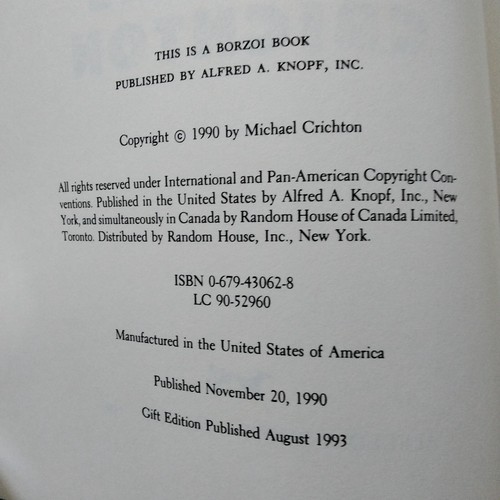 THIS IS A BORZOI BOOK
PUBLISHED BY ALFRED A. KNOPF, INC.
Copyright © 1990 by Michael Crichton
All rights reserved under International and Pan-American Copyright Con-
ventions. Published in the United States by Alfred A. Knopf, Inc., New
York, and simultaneously in Canada by Random House of Canada Limited,
Toronto. Distributed by Random House, Inc., New York.
ISBN 0-679-43062-8
LC 90-52960
Manufactured in the United States of America
Published November 20, 1990
Gift Edition Published August 1993